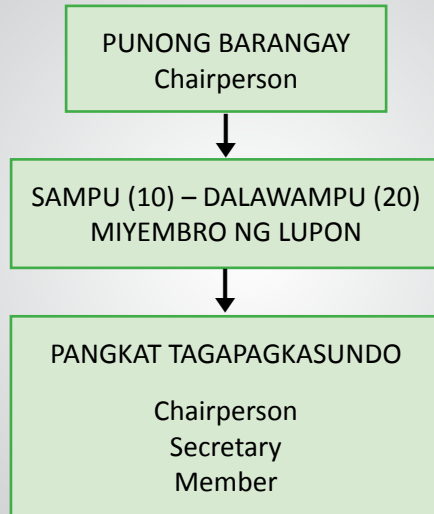 PUNONG BARANGAY
Chairperson
SAMPU (10) – DALAWAMPU (20)
MIYEMBRO NG LUPON
PANGKAT TAGAPAGKASUNDO
Chairperson
Secretary
Member